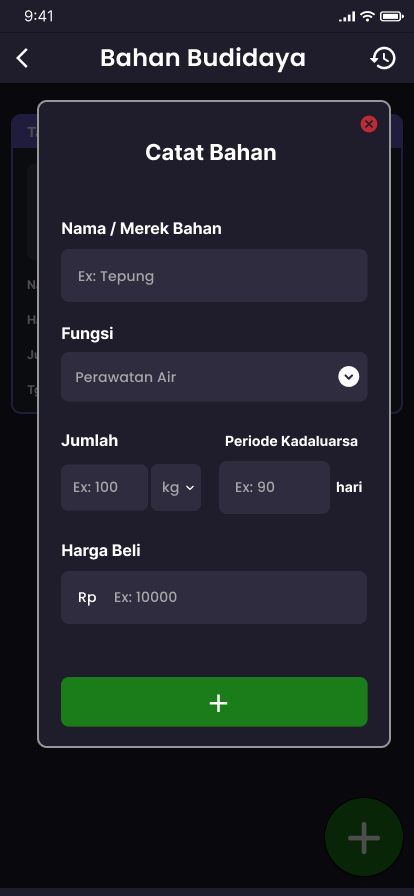 9:41
Bahan Budidaya
Catat Bahan
Nama / Merek Bahan
Ex: Tepung
Fungsi
Perawatan Air
Jumlah
Periode Kadaluarsa
Ex: 100
kg
Ex: 90
hari
Harga Beli
Rp
Ex: 10000